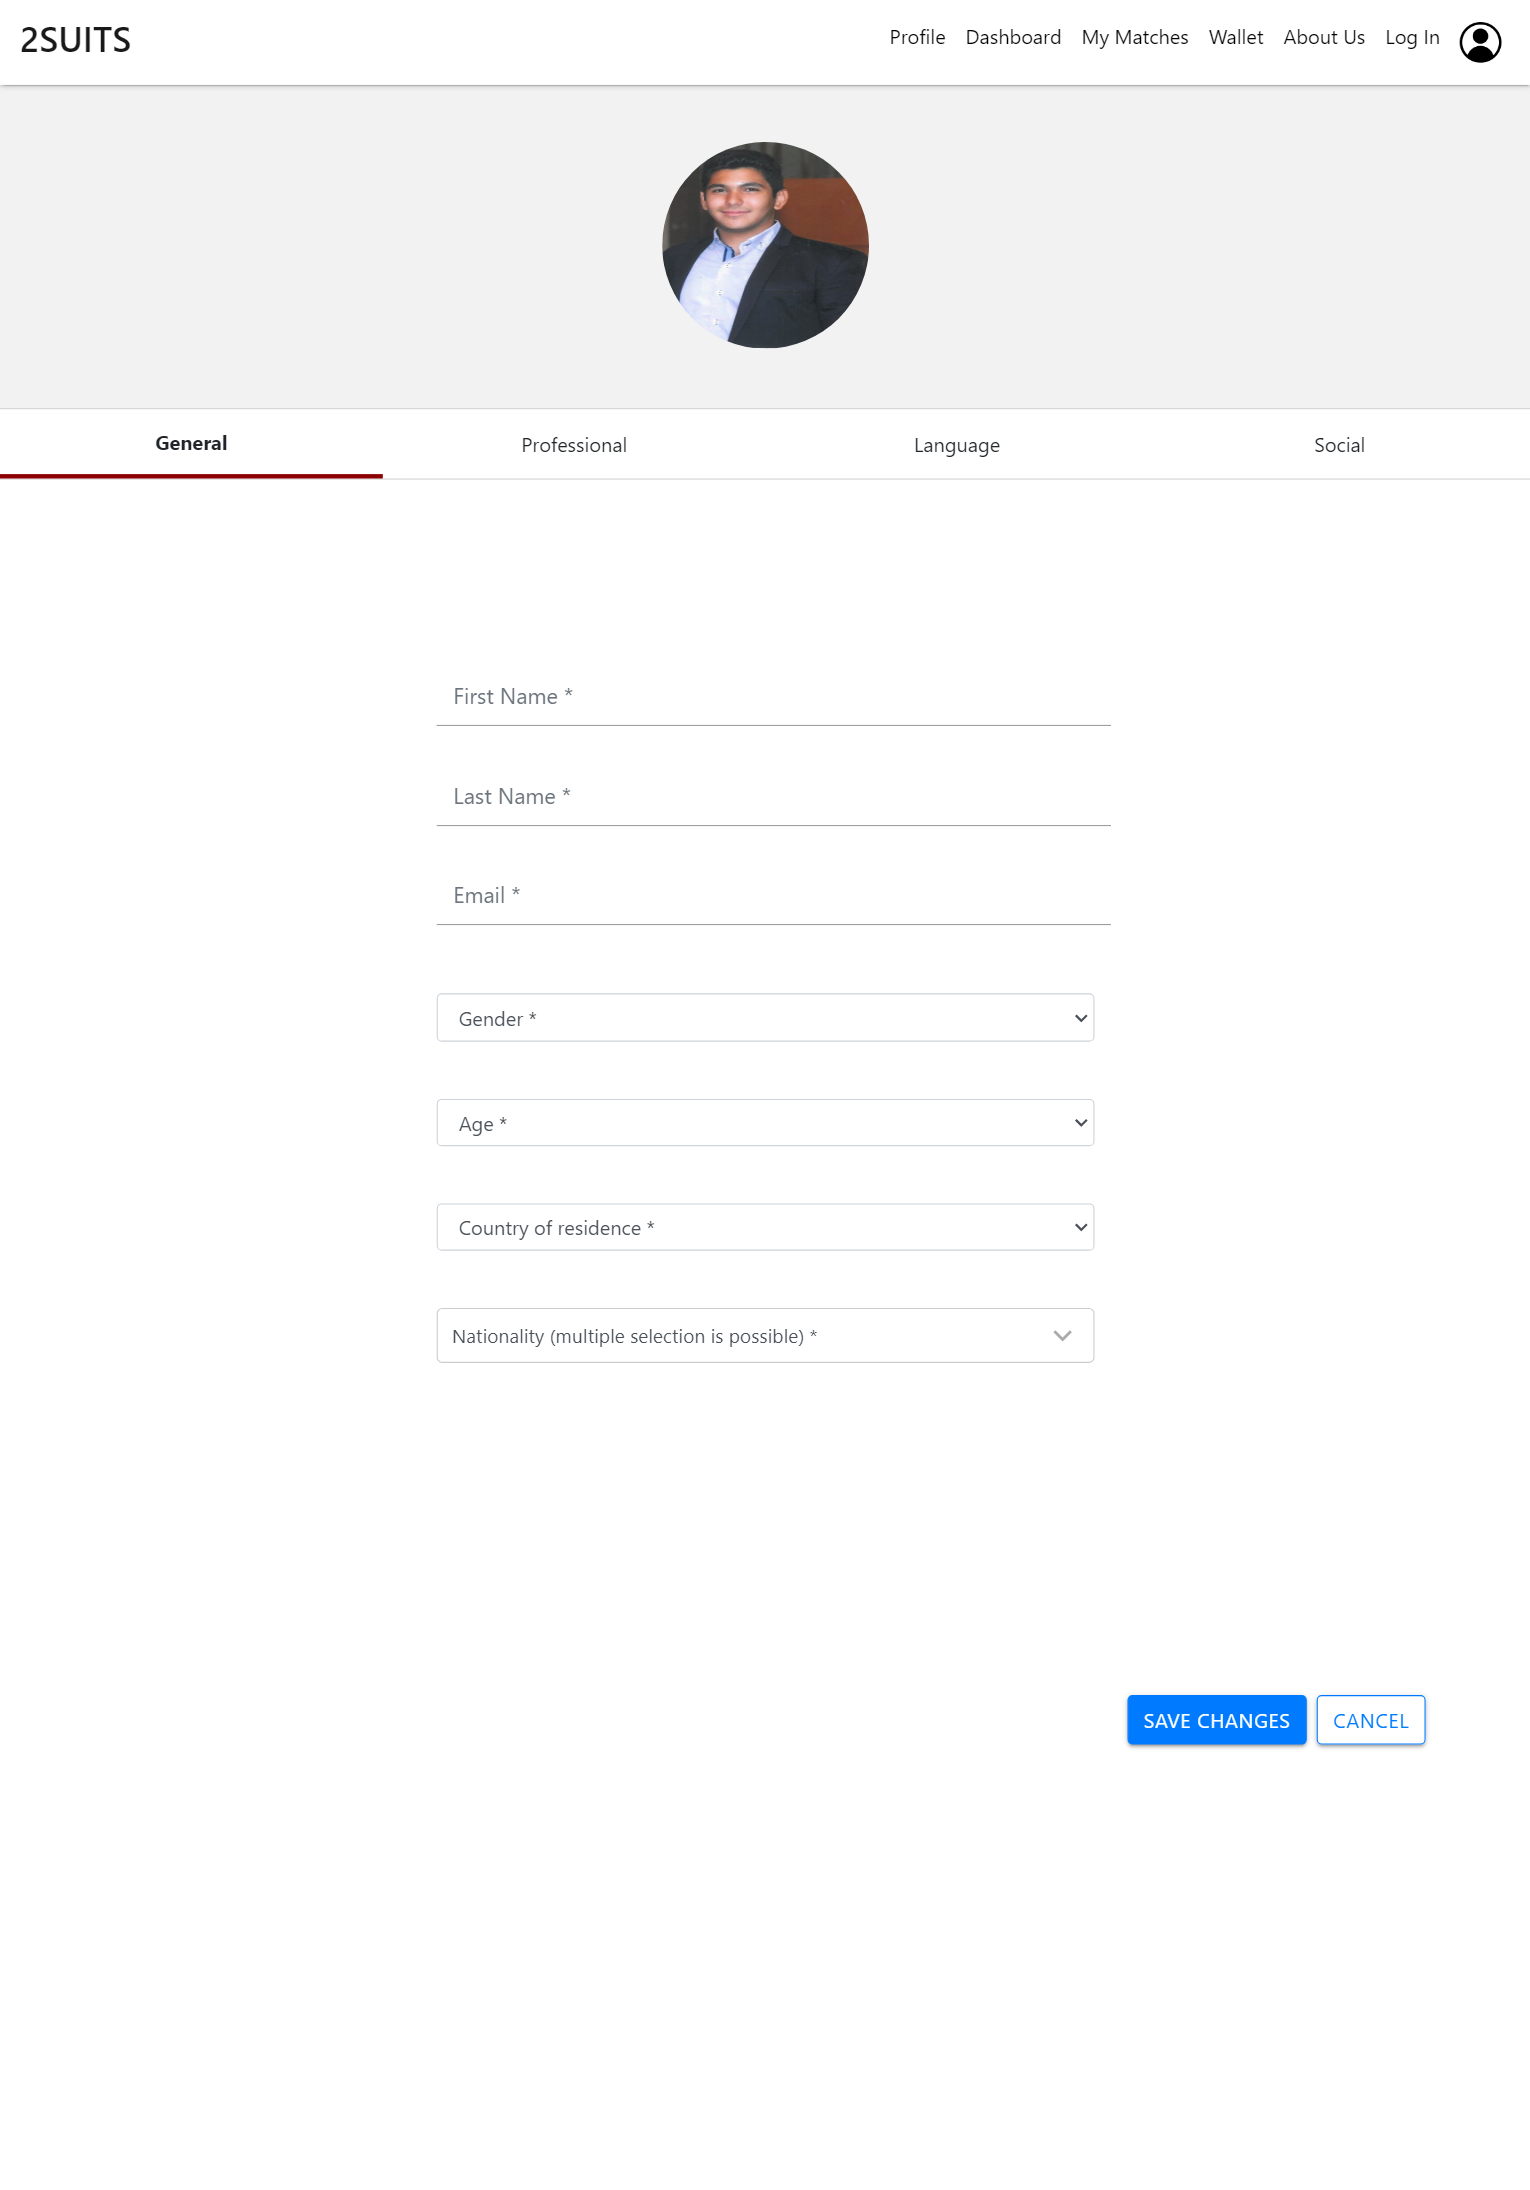 2SUITS
Profile Dashboard My Matches Wallet About Us Log In
General Professional Language Social
First Name *
Last Name *
Email *
Gender *
Age *
Country of residence *
Nationality (multiple selection is possible) *
SAVE CHANGES CANCEL